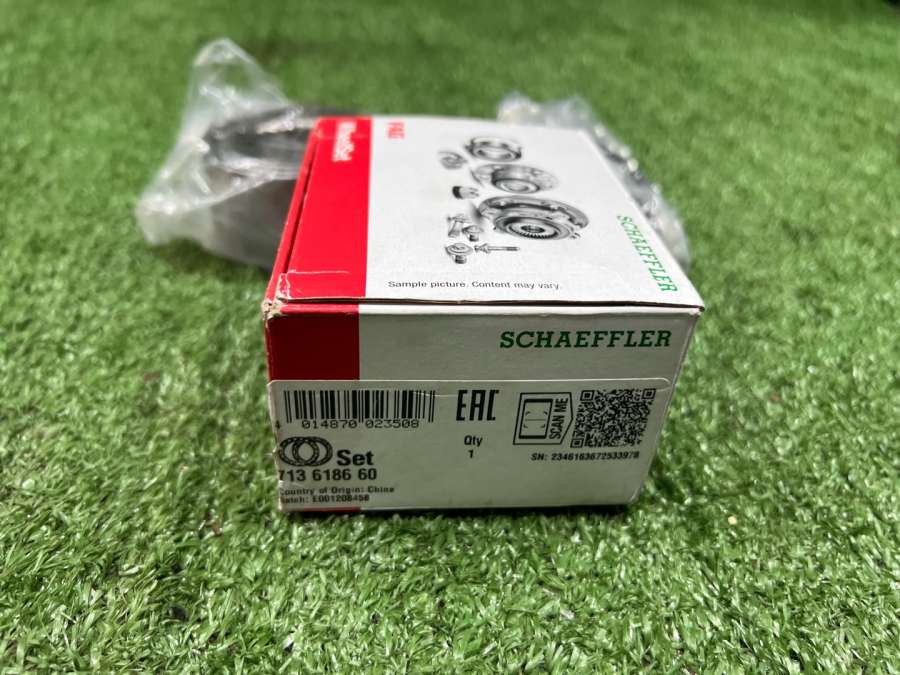 FAG
WheelSet
SCHAEFFLER
Sample picture. Content may vary.
SCHAEFFLER
4 014870 023508
EAC
Qty
1
SCAN ME
SN: 2346163672533978
Set
713 6186 60
Country of Origin: China
Batch: E001208458